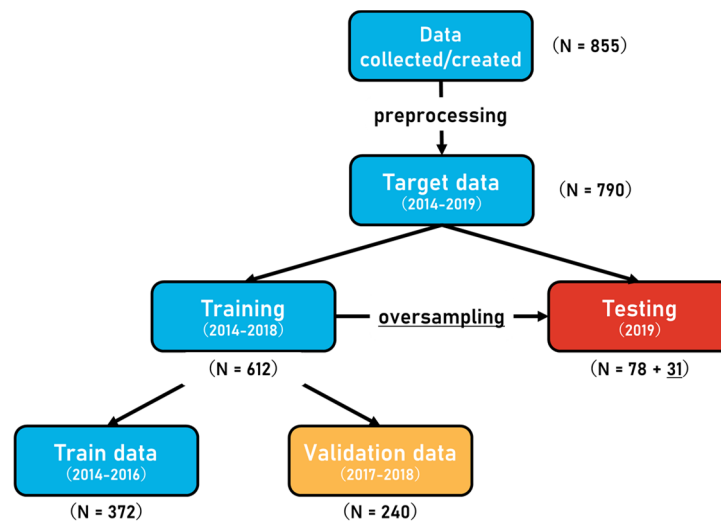 Data
collected/created
(N = 855)
preprocessing
Target data
(2014-2019)
(N = 790)
Training
(2014-2018)
oversampling
Testing
(2019)
(N = 612)
(N = 78 + 31)
Train data
(2014-2016)
Validation data
(2017-2018)
(N = 372)
(N = 240)